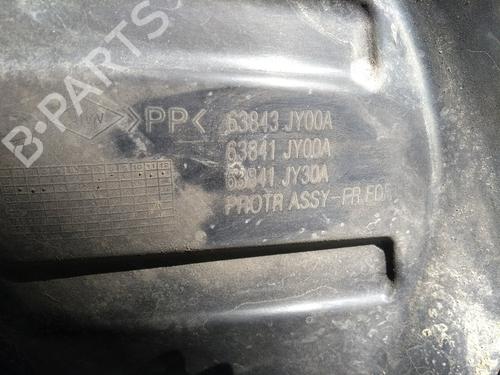 B-PARTS
>PP< 63843 JY00A
63841 JY00A
63841 JY30A
PROTR ASSY-FR FDR